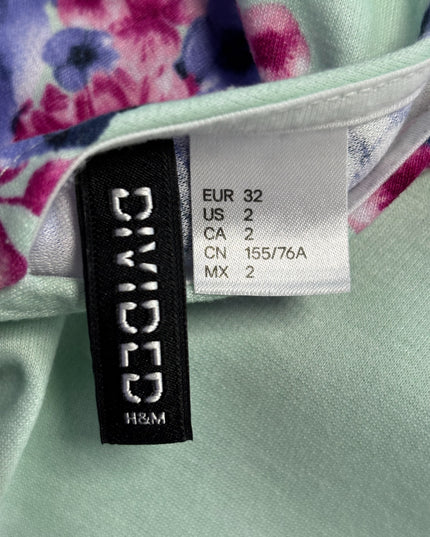 DIVIDED
H&M
EUR 32
US 2
CA 2
CN 155/76A
MX 2